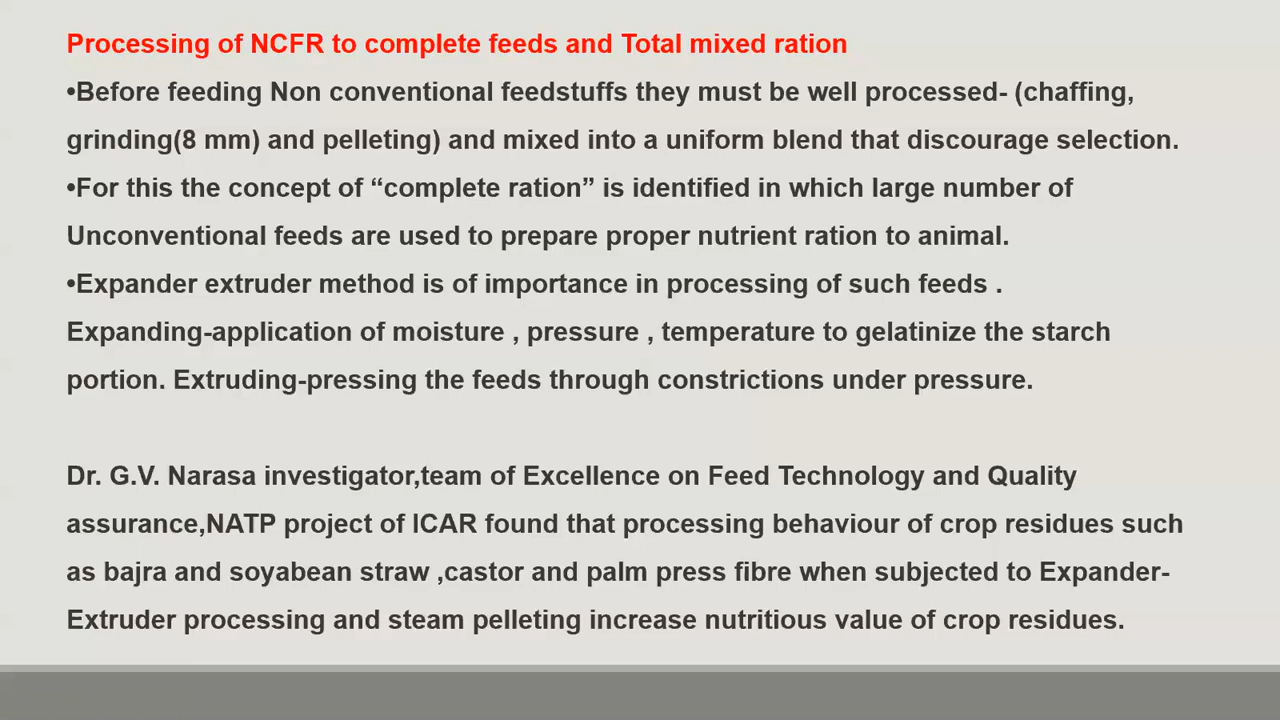 Processing of NCFR to complete feeds and Total mixed ration
•Before feeding Non conventional feedstuffs they must be well processed- (chaffing,
grinding(8 mm) and pelleting) and mixed into a uniform blend that discourage selection.
•For this the concept of “complete ration” is identified in which large number of
Unconventional feeds are used to prepare proper nutrient ration to animal.
•Expander extruder method is of importance in processing of such feeds .
Expanding-application of moisture , pressure , temperature to gelatinize the starch
portion. Extruding-pressing the feeds through constrictions under pressure.
Dr. G.V. Narasa investigator,team of Excellence on Feed Technology and Quality
assurance,NATP project of ICAR found that processing behaviour of crop residues such
as bajra and soyabean straw ,castor and palm press fibre when subjected to Expander-
Extruder processing and steam pelleting increase nutritious value of crop residues.